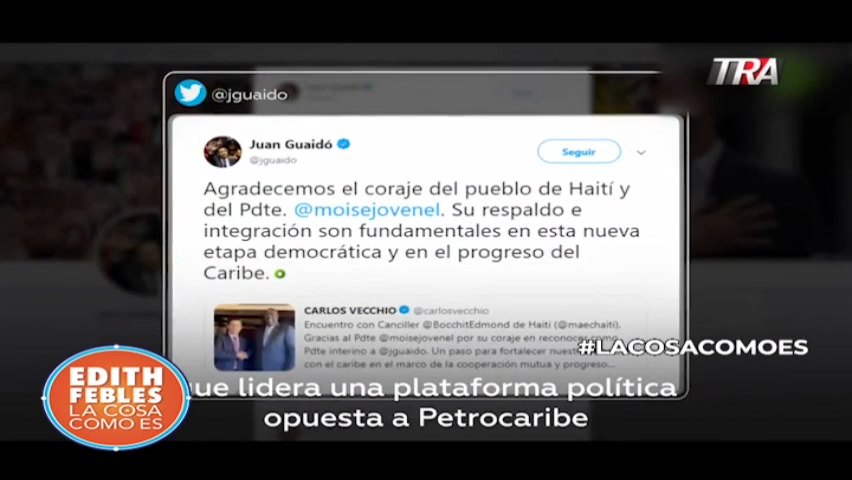 @jguaido
TRA
Juan Guaidó
@jguaido
Seguir
Agradecemos el coraje del pueblo de Haití y
del Pdte. @moisejovenel. Su respaldo e
integración son fundamentales en esta nueva
etapa democrática y en el progreso del
Caribe.
CARLOS VECCHIO @carlosvecchio
Encuentro con Canciller @BocchitEdmond de Haiti (@maechaiti).
Gracias al Pdte @moisejovenel por su coraje en reconocer
Pdte interino a @jguaido. Un paso para fortalecer
con el caribe en el marco de la cooperación mutua y progreso...
#LACOSACOMOES
EDITH
FEBLES
LA COSA
COMO ES
que lidera una plataforma política
opuesta a Petrocaribe